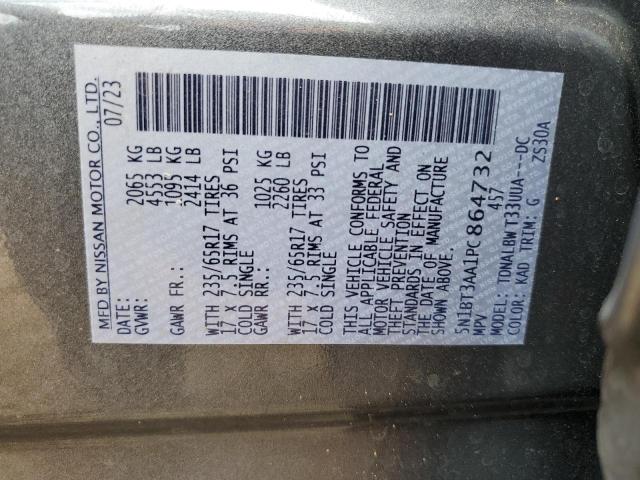 MFD BY NISSAN MOTOR CO., LTD.
DATE: 07/23
GVWR: 2065 KG
4553 LB
GAWR FR.: 1095 KG
2414 LB
WITH 235/65R17 TIRES
17 X 7.5 RIMS AT 36 PSI
COLD SINGLE
GAWR RR.: 1025 KG
2260 LB
WITH 235/65R17 TIRES
17 X 7.5 RIMS AT 33 PSI
COLD SINGLE
THIS VEHICLE CONFORMS TO
ALL APPLICABLE FEDERAL
MOTOR VEHICLE SAFETY AND
THEFT PREVENTION
STANDARDS IN EFFECT ON
THE DATE OF MANUFACTURE
SHOWN ABOVE.
5N1BT3AA1PC864732
MPV 457
MODEL: TDNALBW T33UUA---DC
COLOR: KAD TRIM: G ZS30A